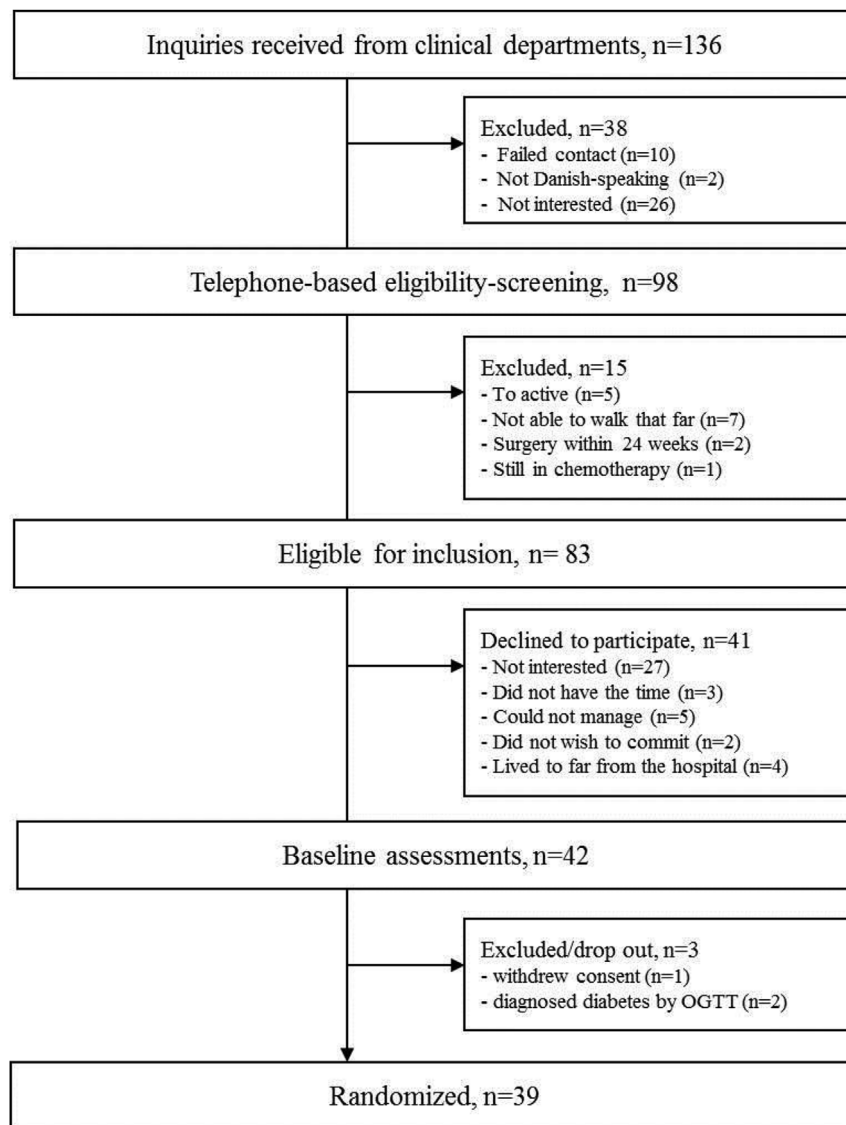 Inquiries received from clinical departments, n=136
Excluded, n=38
- Failed contact (n=10)
- Not Danish-speaking (n=2)
- Not interested (n=26)
Telephone-based eligibility-screening, n=98
Excluded, n=15
- To active (n=5)
- Not able to walk that far (n=7)
- Surgery within 24 weeks (n=2)
- Still in chemotherapy (n=1)
Eligible for inclusion, n= 83
Declined to participate, n=41
- Not interested (n=27)
- Did not have the time (n=3)
- Could not manage (n=5)
- Did not wish to commit (n=2)
- Lived to far from the hospital (n=4)
Baseline assessments, n=42
Excluded/drop out, n=3
- withdrew consent (n=1)
- diagnosed diabetes by OGTT (n=2)
Randomized, n=39